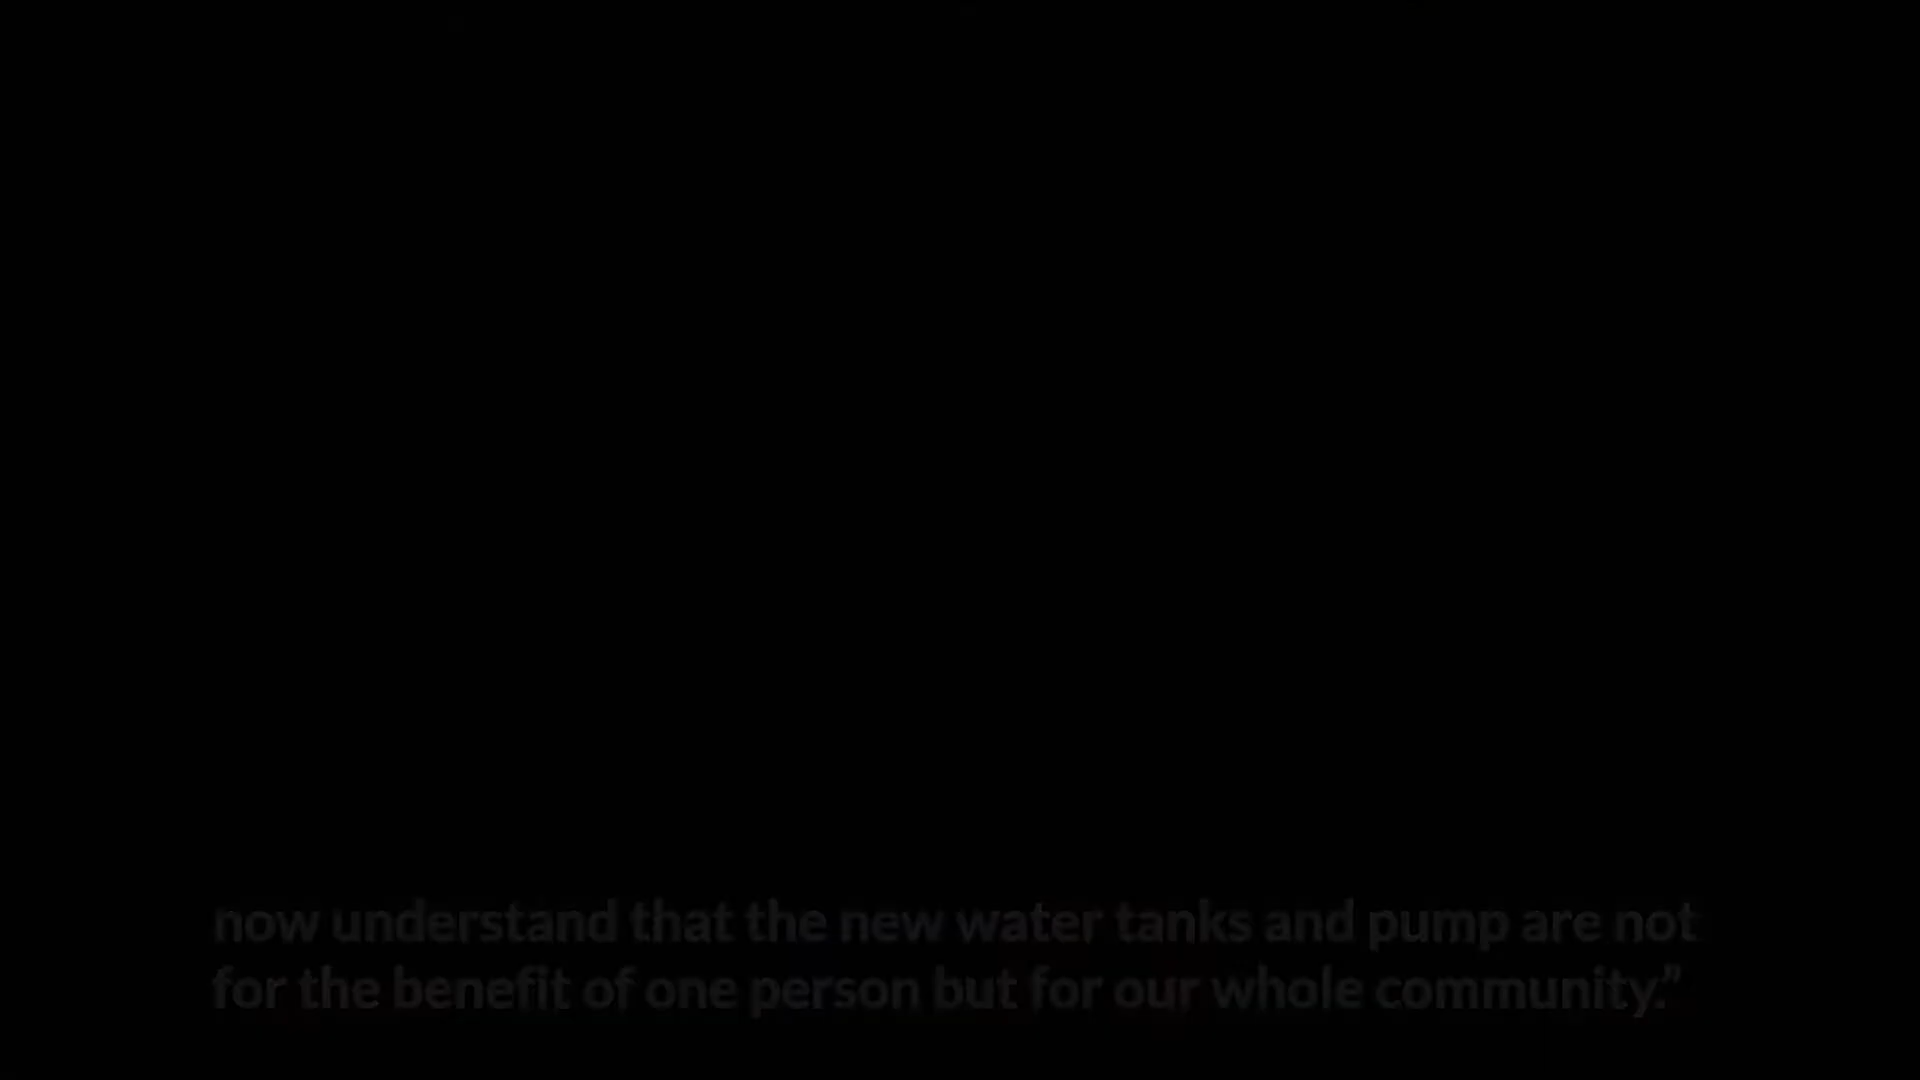 now understand that the new water tanks and pump are not
for the benefit of one person but for our whole community.”